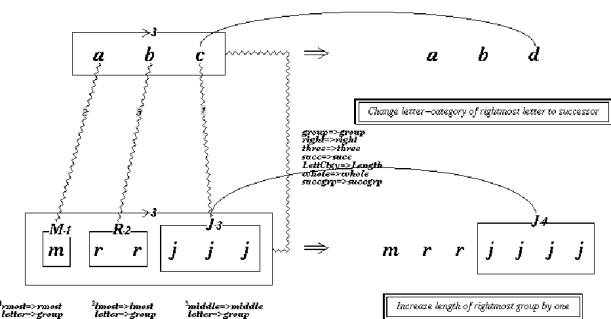 3
a b c ⇒ a b d
Change letter-category of rightmost letter to successor
group=>group
right=>right
three=>three
succ=>succ
LettCtgy=>Length
whole=>whole
succgrp=>succgrp
3
M-1 R2 J-3 J4
m r r j j j ⇒ m r r j j j j
1rmost=>rmost 2lmost=>lmost 3middle=>middle
letter=>group letter=>group letter=>group
Increase length of rightmost group by one